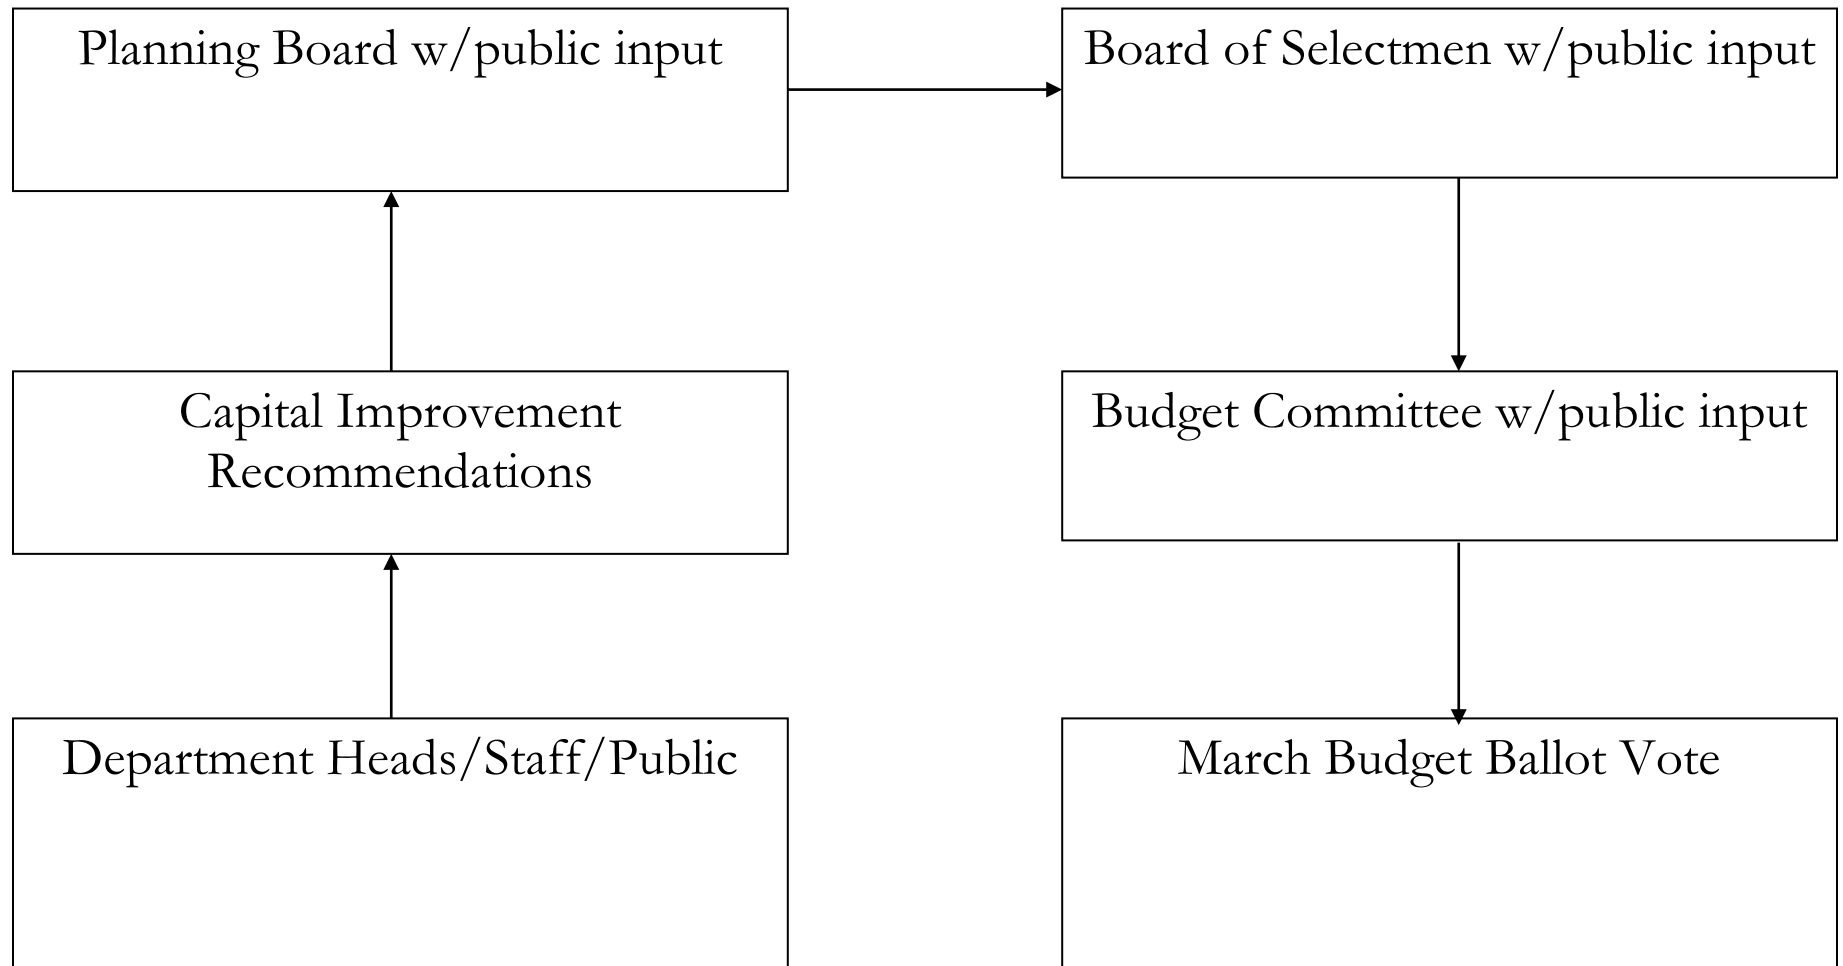 Planning Board w/public input
Board of Selectmen w/public input
Capital Improvement
Recommendations
Budget Committee w/public input
Department Heads/Staff/Public
March Budget Ballot Vote